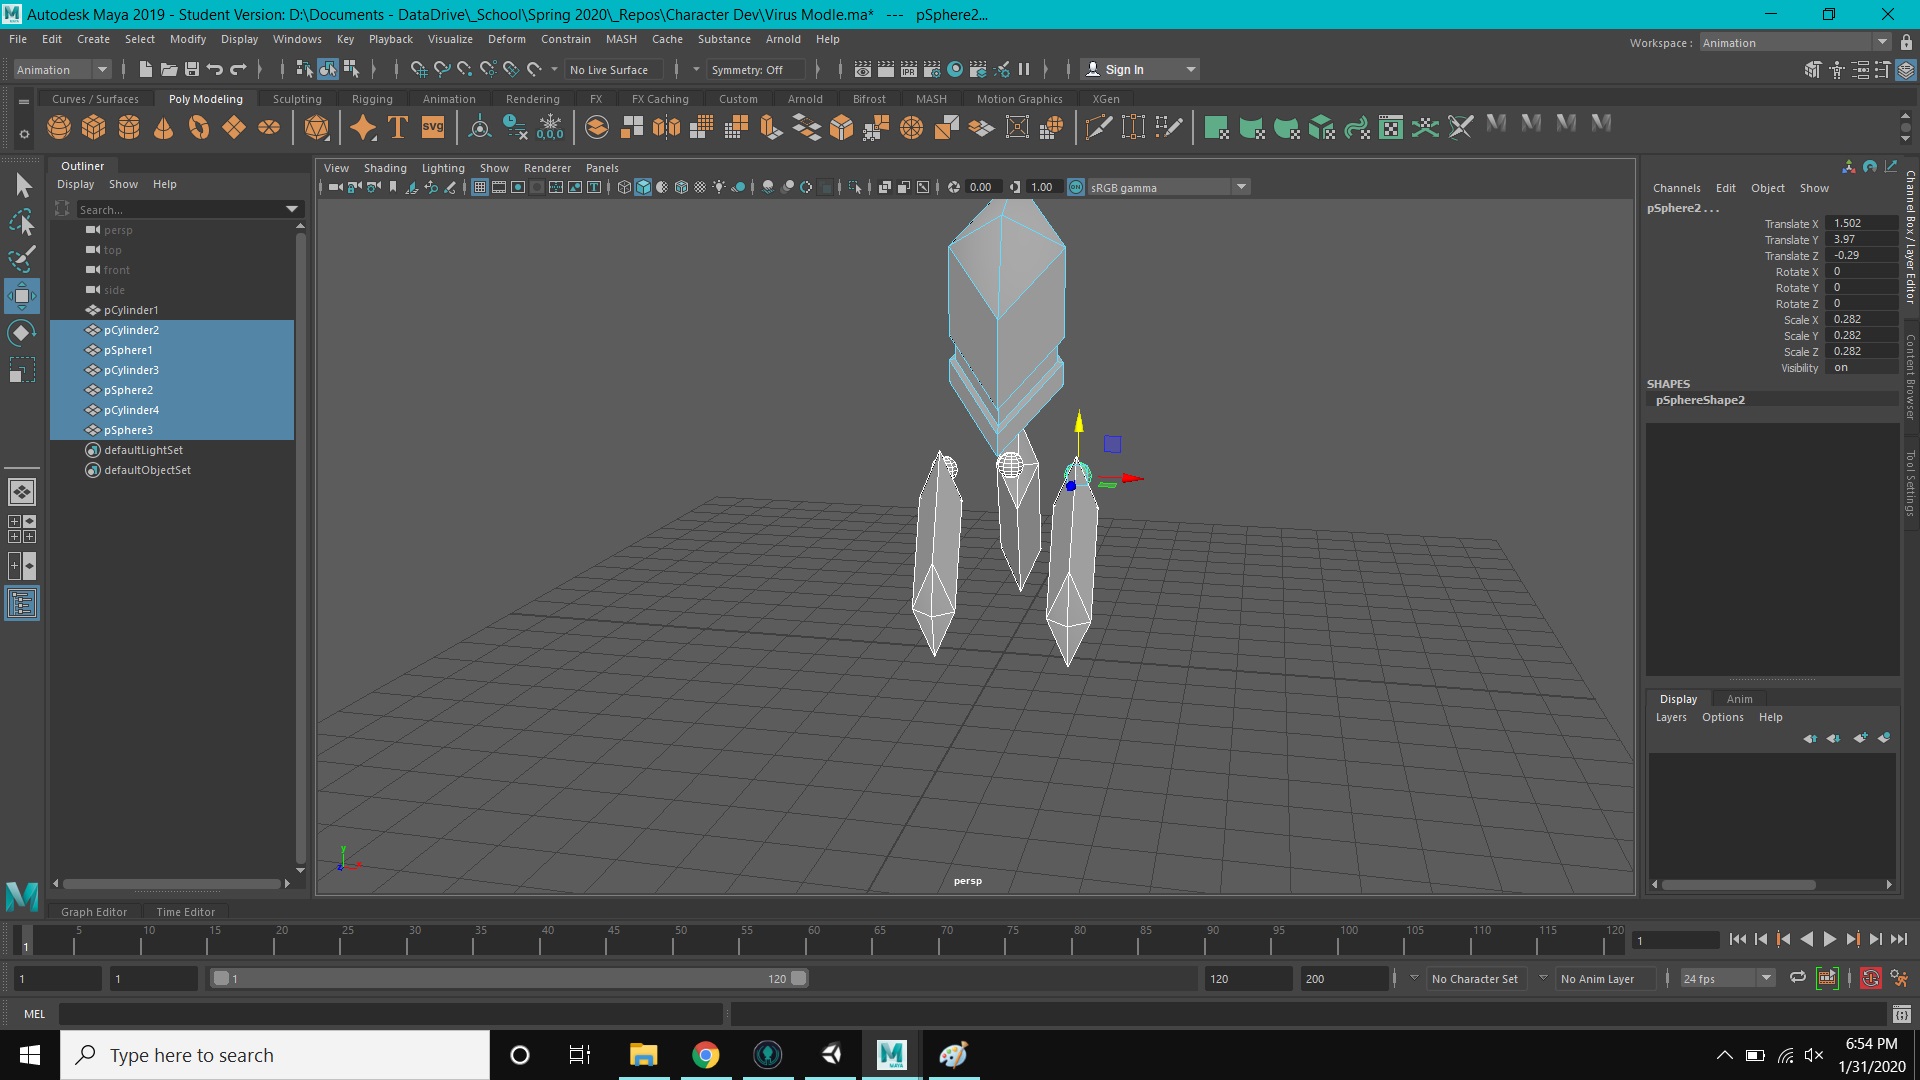 Autodesk Maya 2019 - Student Version: D:\Documents - DataDrive\_School\Spring 2020\_Repos\Character Dev\Virus Modle.ma*   ---   pSphere2...
File Edit Create Select Modify Display Windows Key Playback Visualize Deform Constrain MASH Cache Substance Arnold Help
Workspace : Animation
Animation No Live Surface Symmetry: Off Sign In
Curves / Surfaces Poly Modeling Sculpting Rigging Animation Rendering FX FX Caching Custom Arnold Bifrost MASH Motion Graphics XGen
T SVG 0,0,0
Outliner
Display Show Help
Search...
persp
top
front
side
pCylinder1
pCylinder2
pSphere1
pCylinder3
pSphere2
pCylinder4
pSphere3
defaultLightSet
defaultObjectSet
View Shading Lighting Show Renderer Panels
0.00 1.00 ON sRGB gamma
persp
Channels Edit Object Show
pSphere2 . . .
Translate X 1.502
Translate Y 3.97
Translate Z -0.29
Rotate X 0
Rotate Y 0
Rotate Z 0
Scale X 0.282
Scale Y 0.282
Scale Z 0.282
Visibility on
SHAPES
pSphereShape2
Channel Box / Layer Editor
Content Browser
Tool Settings
Display Anim
Layers Options Help
Graph Editor Time Editor
5 10 15 20 25 30 35 40 45 50 55 60 65 70 75 80 85 90 95 100 105 110 115 120
1 1
1 1 1 120 120 200 No Character Set No Anim Layer 24 fps
MEL
Type here to search
6:54 PM
1/31/2020